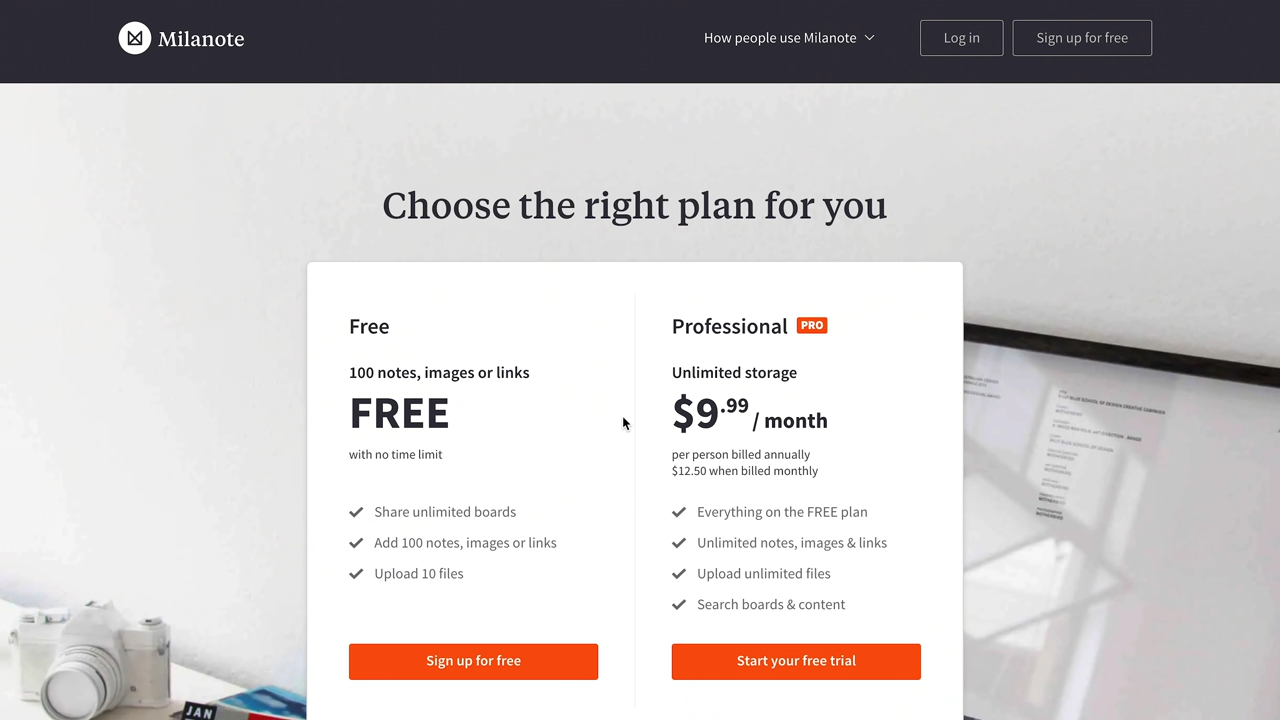 Milanote
How people use Milanote
Log in
Sign up for free
Choose the right plan for you
Free
100 notes, images or links
FREE
with no time limit
Share unlimited boards
Add 100 notes, images or links
Upload 10 files
Sign up for free
Professional PRO
Unlimited storage
$9.99 / month
per person billed annually
$12.50 when billed monthly
Everything on the FREE plan
Unlimited notes, images & links
Upload unlimited files
Search boards & content
Start your free trial
JAN